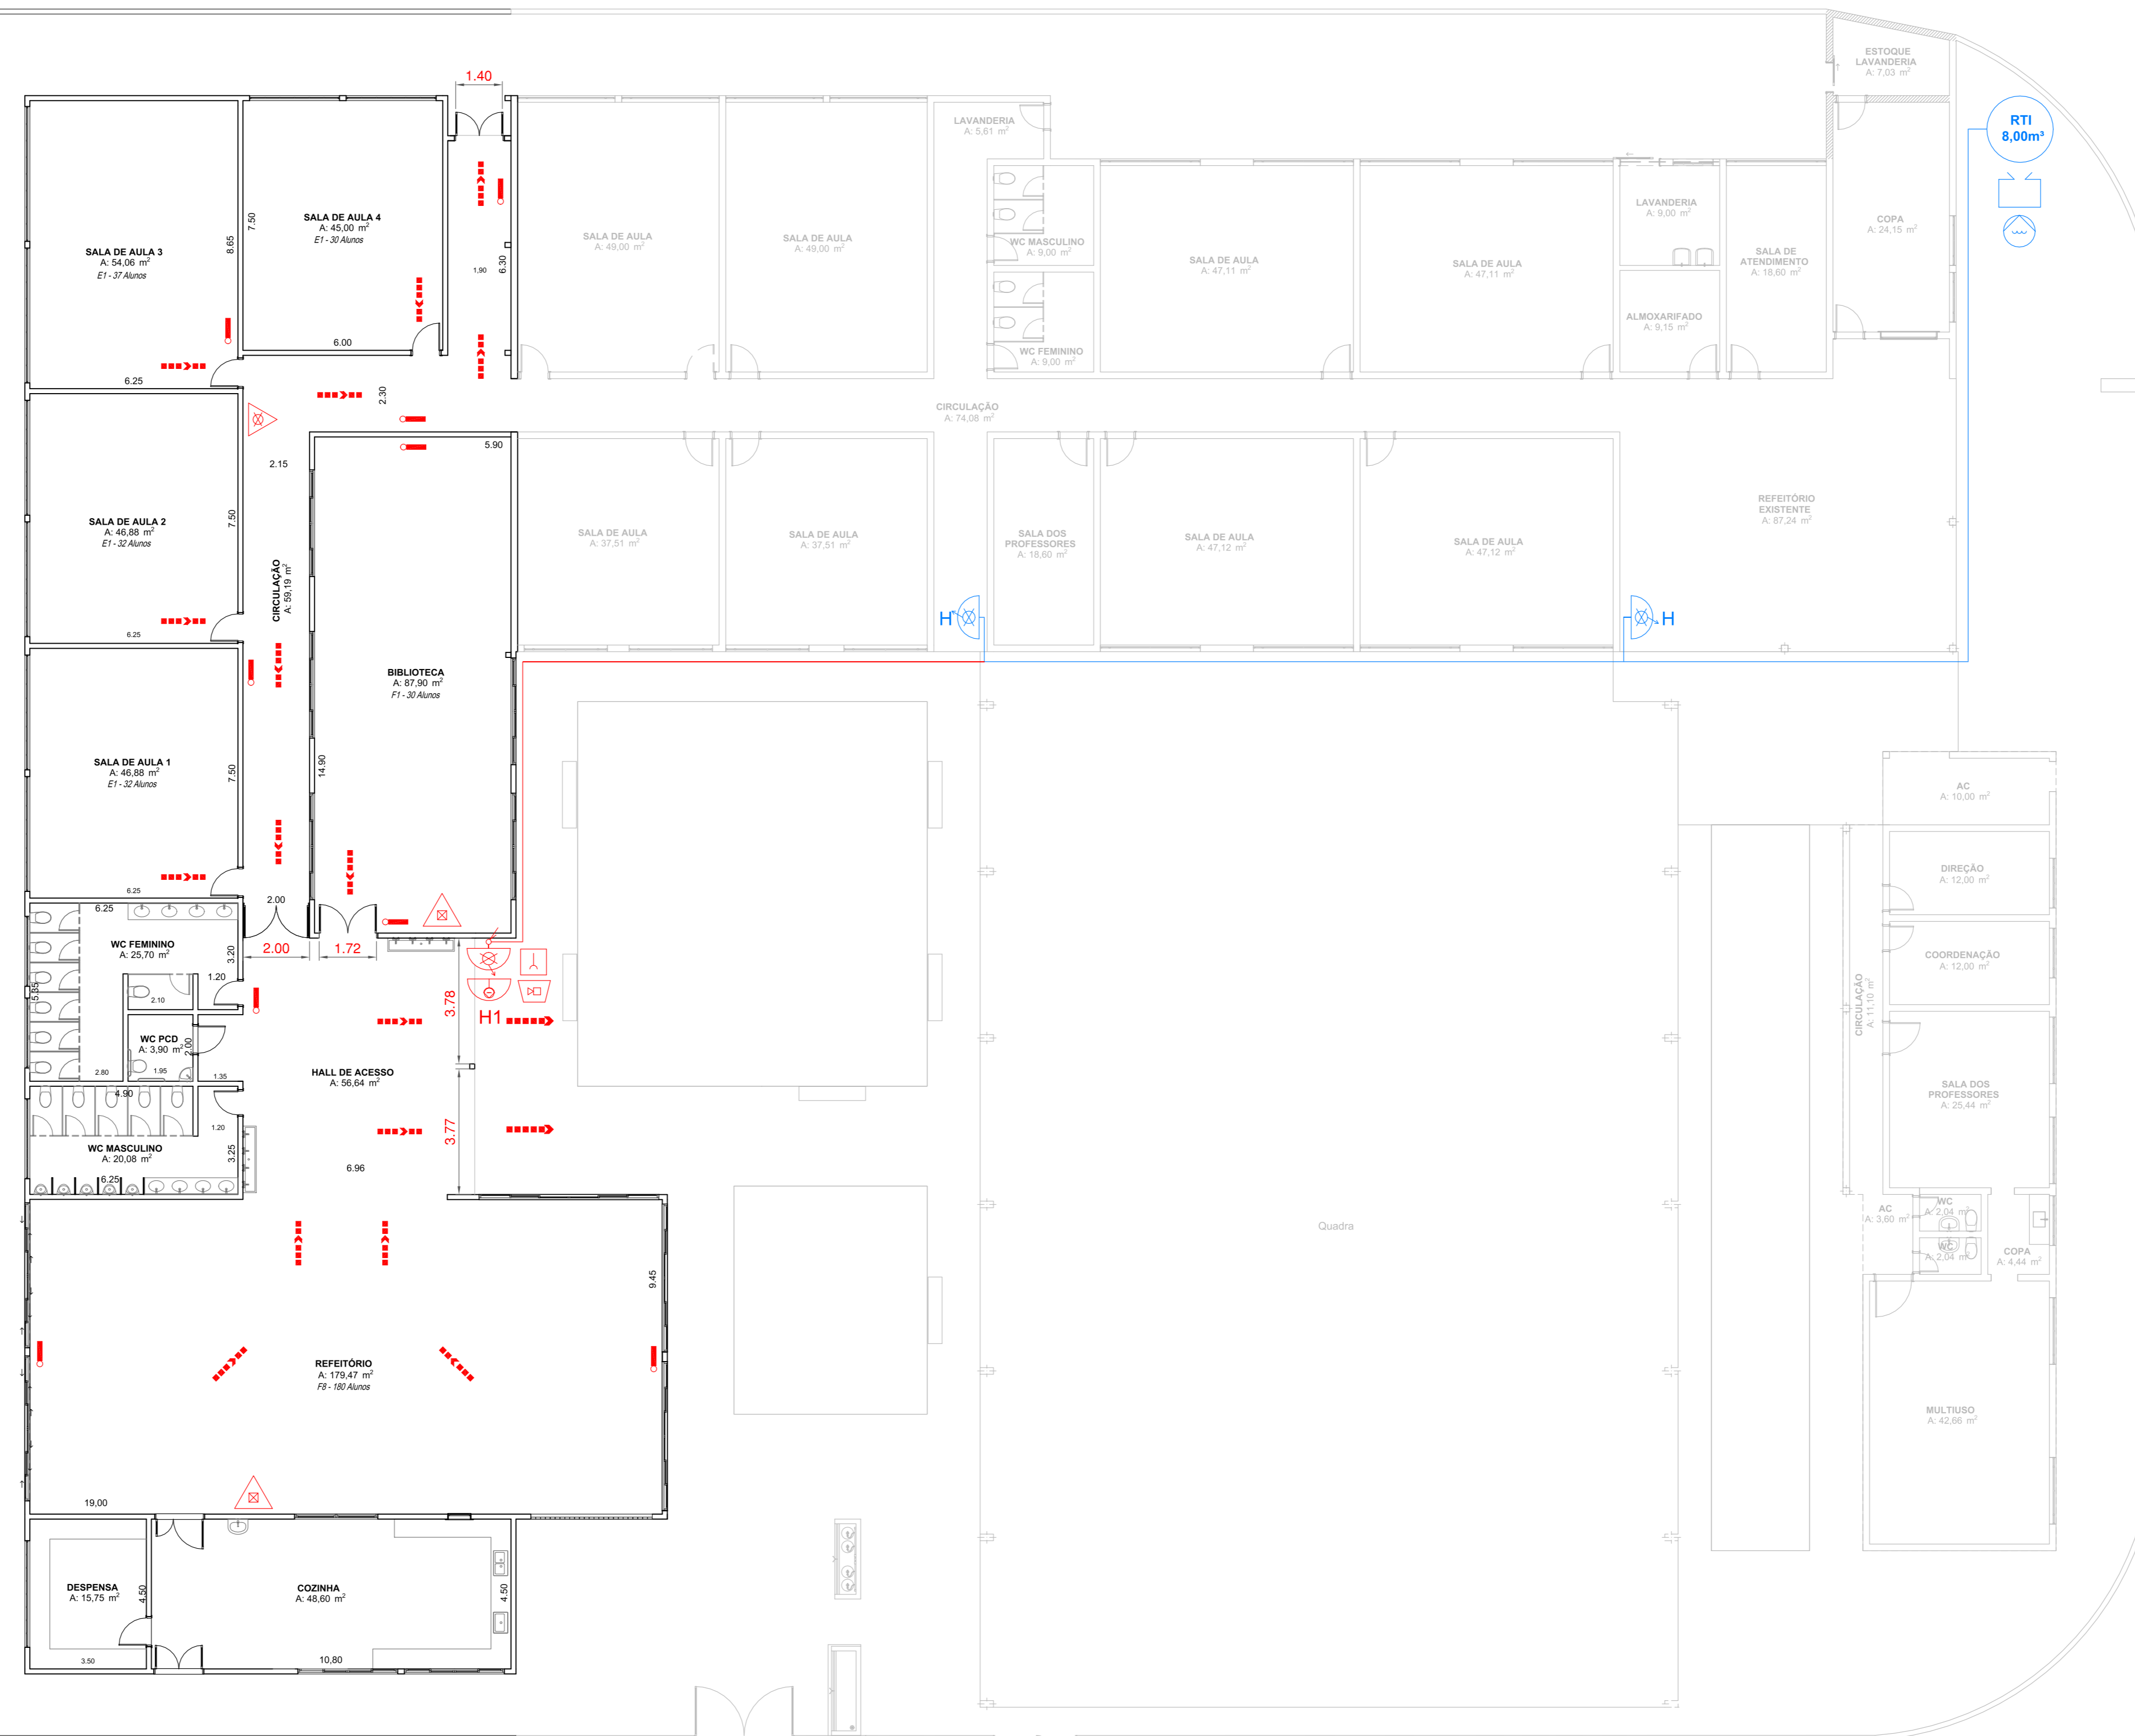 1.40
ESTOQUE
LAVANDERIA
A: 7,03 m²
RTI
8,00m³
LAVANDERIA
A: 5,61 m²
SALA DE AULA 3
A: 54,06 m²
E1 - 37 Alunos
8.65
6.25
7.50
SALA DE AULA 4
A: 45,00 m²
E1 - 30 Alunos
6.00
1,90
6.30
SALA DE AULA
A: 49,00 m²
SALA DE AULA
A: 49,00 m²
WC MASCULINO
A: 9,00 m²
WC FEMININO
A: 9,00 m²
SALA DE AULA
A: 47,11 m²
SALA DE AULA
A: 47,11 m²
LAVANDERIA
A: 9,00 m²
ALMOXARIFADO
A: 9,15 m²
SALA DE
ATENDIMENTO
A: 18,60 m²
COPA
A: 24,15 m²
2.30
CIRCULAÇÃO
A: 74,08 m²
2.15
5.90
SALA DE AULA 2
A: 46,88 m²
E1 - 32 Alunos
7.50
6.25
CIRCULAÇÃO
A: 59,19 m²
SALA DE AULA
A: 37,51 m²
SALA DE AULA
A: 37,51 m²
SALA DOS
PROFESSORES
A: 18,60 m²
SALA DE AULA
A: 47,12 m²
SALA DE AULA
A: 47,12 m²
REFEITÓRIO
EXISTENTE
A: 87,24 m²
H
H
BIBLIOTECA
A: 87,90 m²
F1 - 30 Alunos
14.90
SALA DE AULA 1
A: 46,88 m²
E1 - 32 Alunos
7.50
6.25
AC
A: 10,00 m²
DIREÇÃO
A: 12,00 m²
COORDENAÇÃO
A: 12,00 m²
CIRCULAÇÃO
A: 11,10 m²
SALA DOS
PROFESSORES
A: 25,44 m²
2.00
2.00
1.72
6.25
WC FEMININO
A: 25,70 m²
3.20
1.20
5.35
2.10
WC PCD
A: 3,90 m²
2.00
2.80
1.95
1.35
3.78
H1
HALL DE ACESSO
A: 56,64 m²
4.90
1.20
WC MASCULINO
A: 20,08 m²
3.25
6.25
3.77
6.96
AC
A: 3,60 m²
WC
A: 2,04 m²
WC
A: 2,04 m²
COPA
A: 4,44 m²
Quadra
9.45
REFEITÓRIO
A: 179,47 m²
F8 - 180 Alunos
19,00
MULTIUSO
A: 42,66 m²
DESPENSA
A: 15,75 m²
4.50
3.50
COZINHA
A: 48,60 m²
4.50
10,80